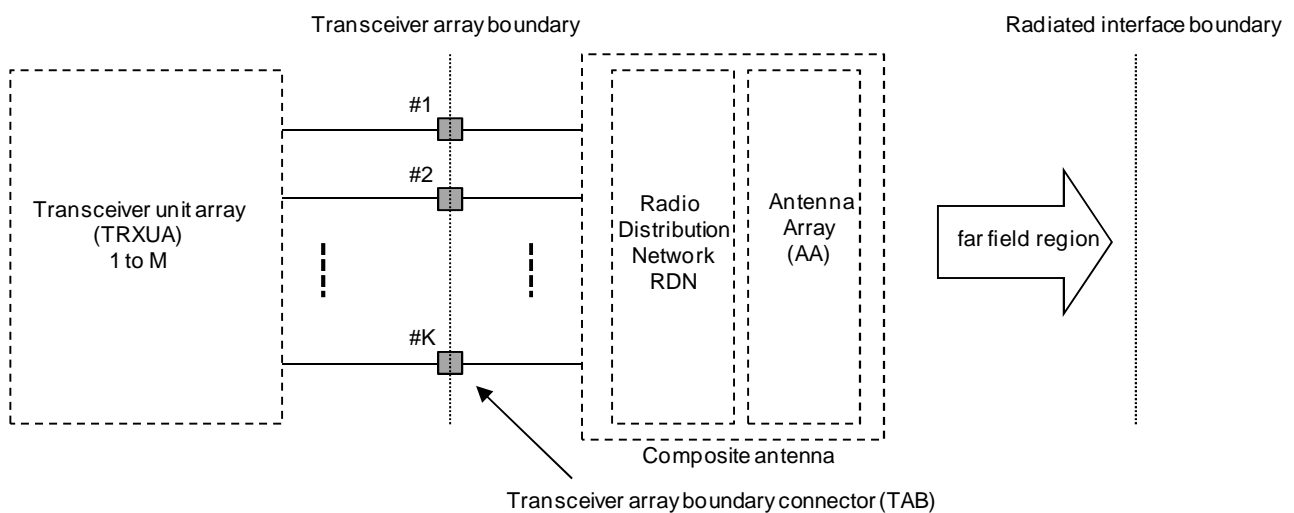 Transceiver array boundary
Radiated interface boundary
#1
#2
#K
Transceiver unit array
(TRXUA)
1 to M
Radio
Distribution
Network
RDN
Antenna
Array
(AA)
far field region
Composite antenna
Transceiver array boundary connector (TAB)